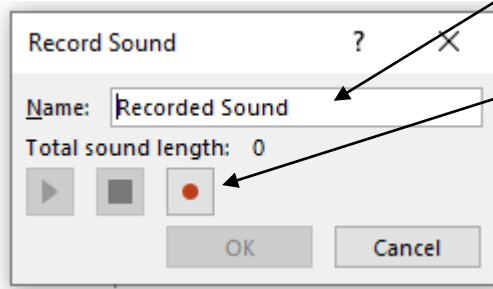 Record Sound ?
Name: Recorded Sound
Total sound length: 0
OK Cancel